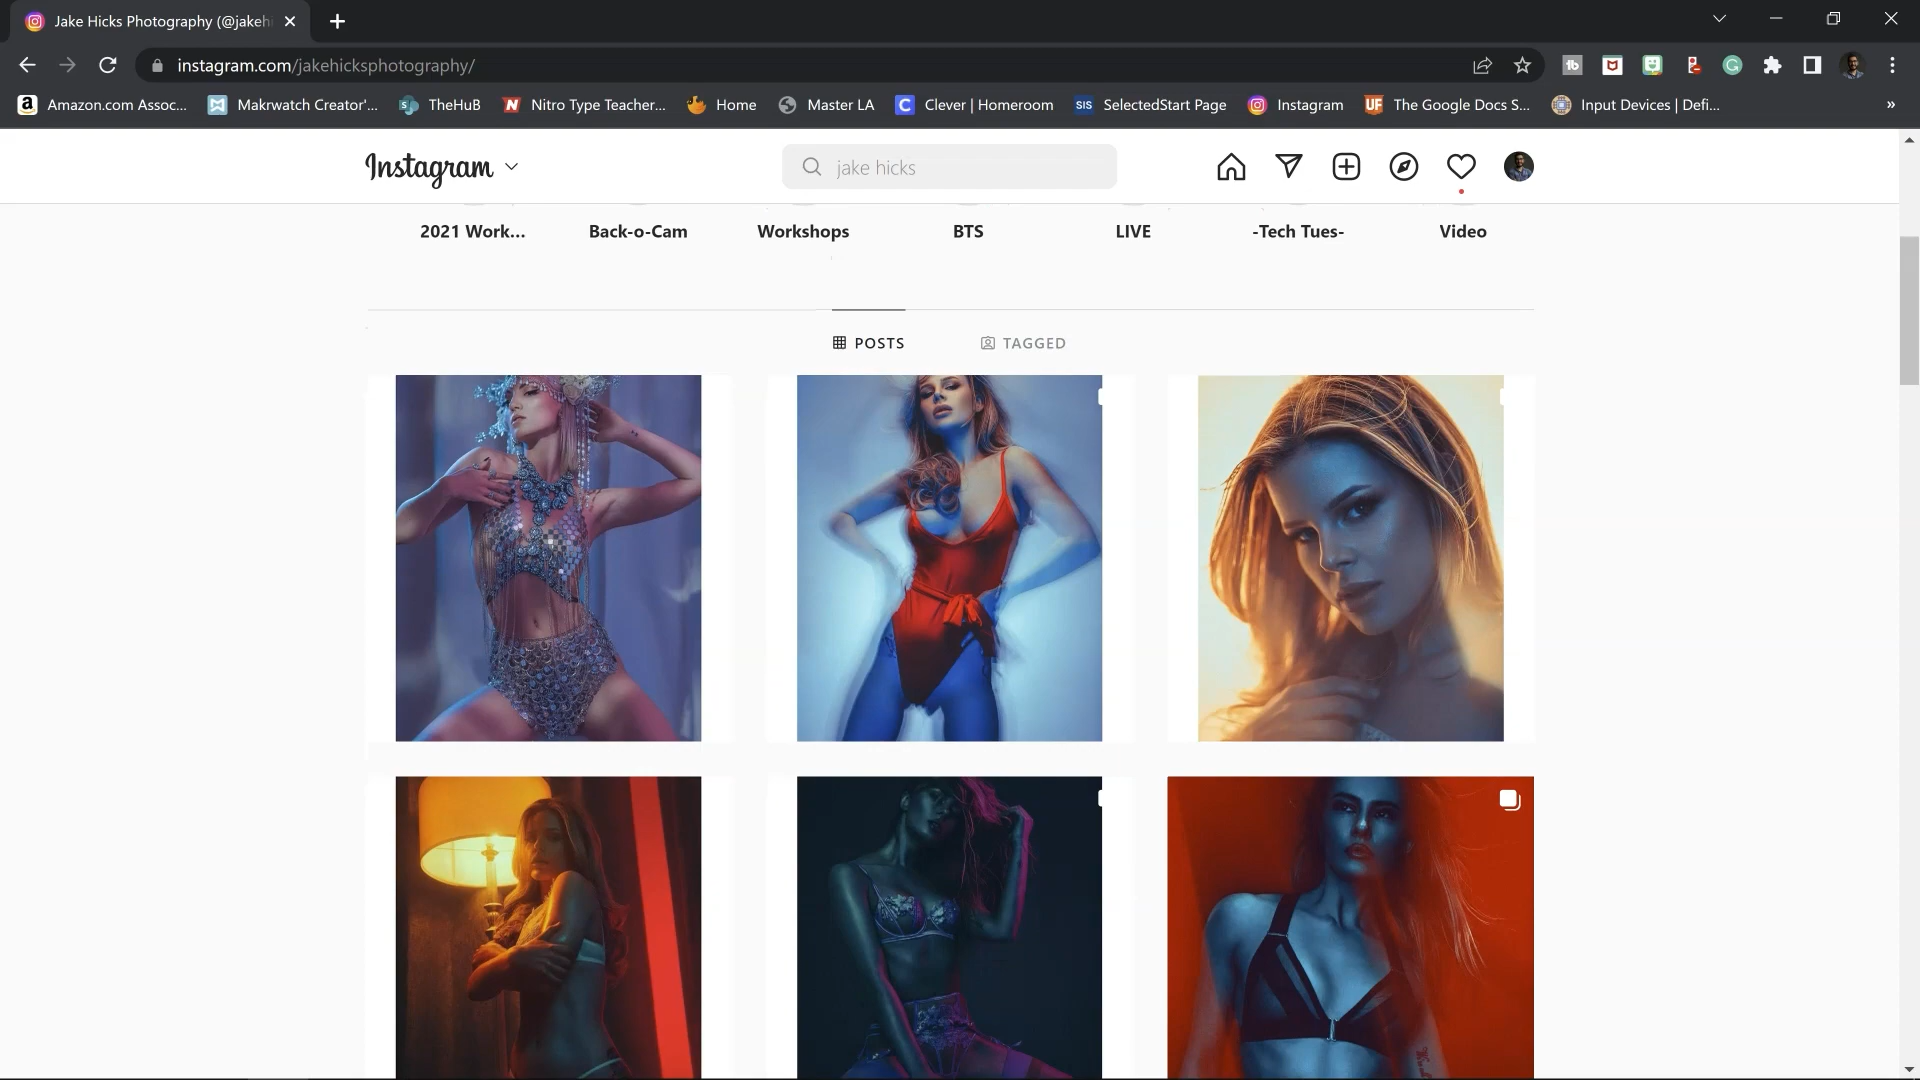 Jake Hicks Photography (@jakehi
instagram.com/jakehicksphotography/
Amazon.com Assoc... Makrwatch Creator'... TheHub Nitro Type Teacher... Home Master LA Clever | Homeroom SelectedStart Page Instagram The Google Docs S... Input Devices | Defi...
Instagram jake hicks
2021 Work... Back-o-Cam Workshops BTS LIVE -Tech Tues- Video
POSTS TAGGED